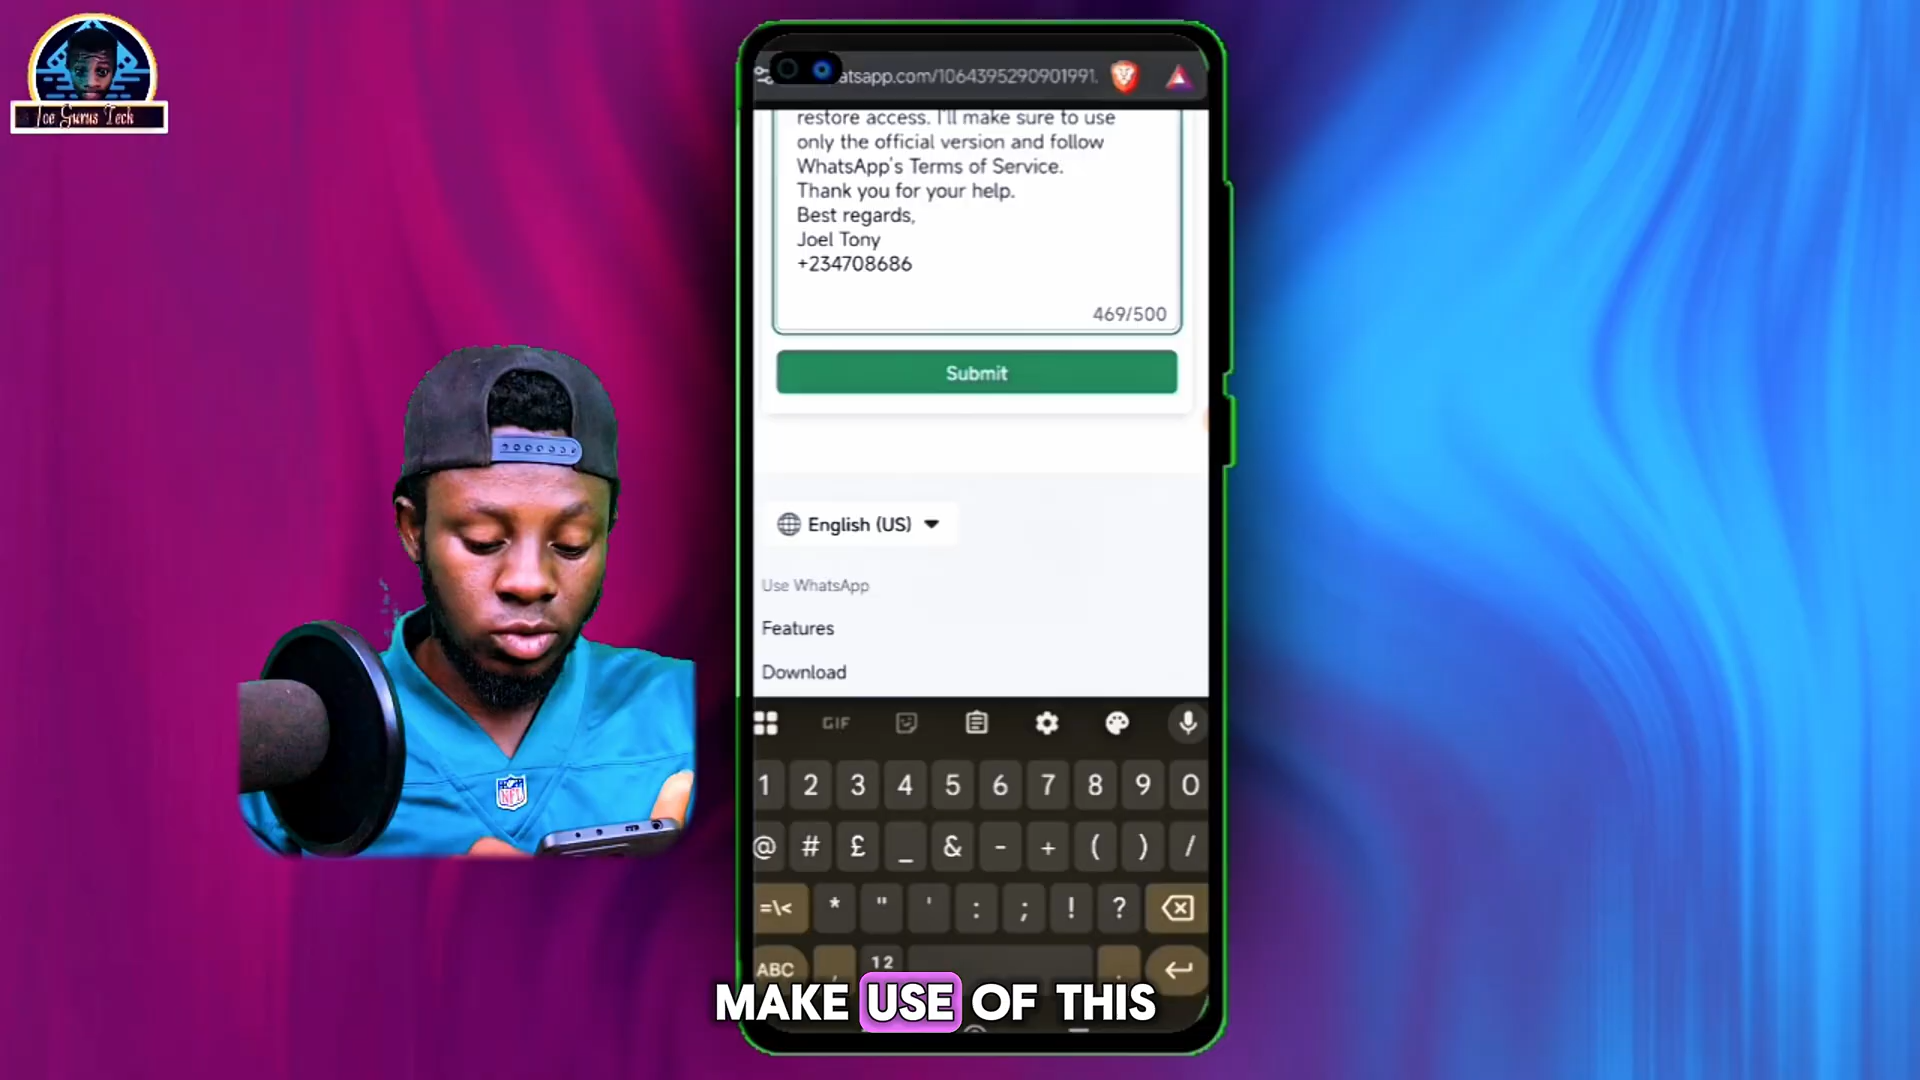 Joe Gurus Teck
atsapp.com/1064395290901991.
restore access. I'll make sure to use
only the official version and follow
WhatsApp's Terms of Service.
Thank you for your help.
Best regards,
Joel Tony
+234708686
469/500
Submit
English (US)
Use WhatsApp
Features
Download
GIF
1 2 3 4 5 6 7 8 9 0
@ # £ _ & - + ( ) /
=\< * " ' : ; ! ?
ABC , 12 .
NFL
MAKE USE OF THIS